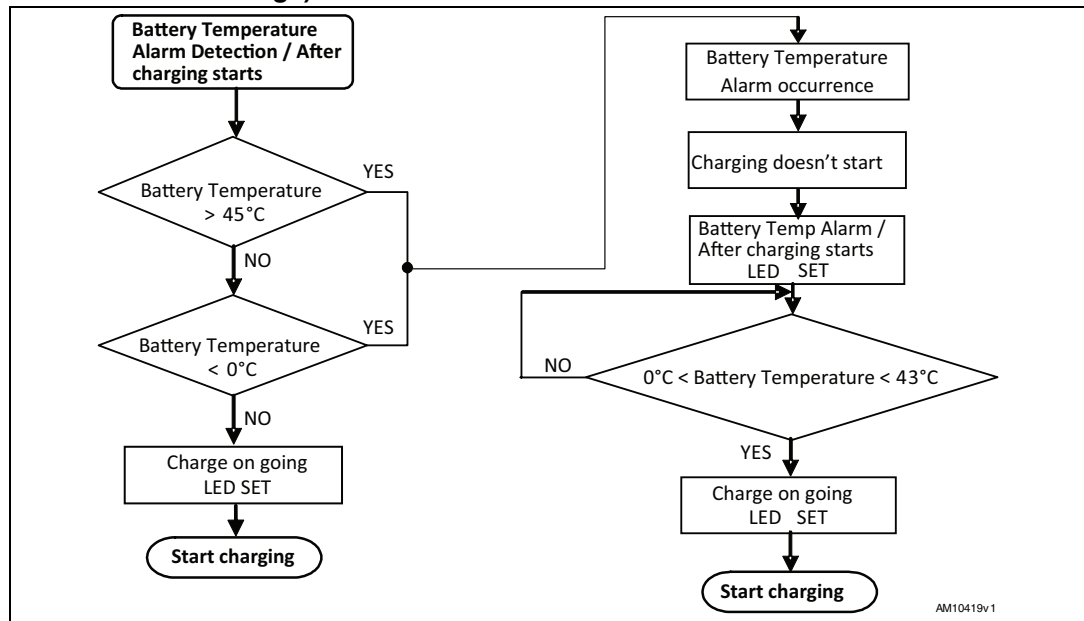 Battery Temperature
Alarm Detection / After
charging starts
Battery Temperature
> 45°C
YES
NO
Battery Temperature
< 0°C
YES
NO
Charge on going
LED SET
Start charging
Battery Temperature
Alarm occurrence
Charging doesn't start
Battery Temp Alarm /
After charging starts
LED SET
0°C < Battery Temperature < 43°C
NO
YES
Charge on going
LED SET
Start charging
AM10419v1